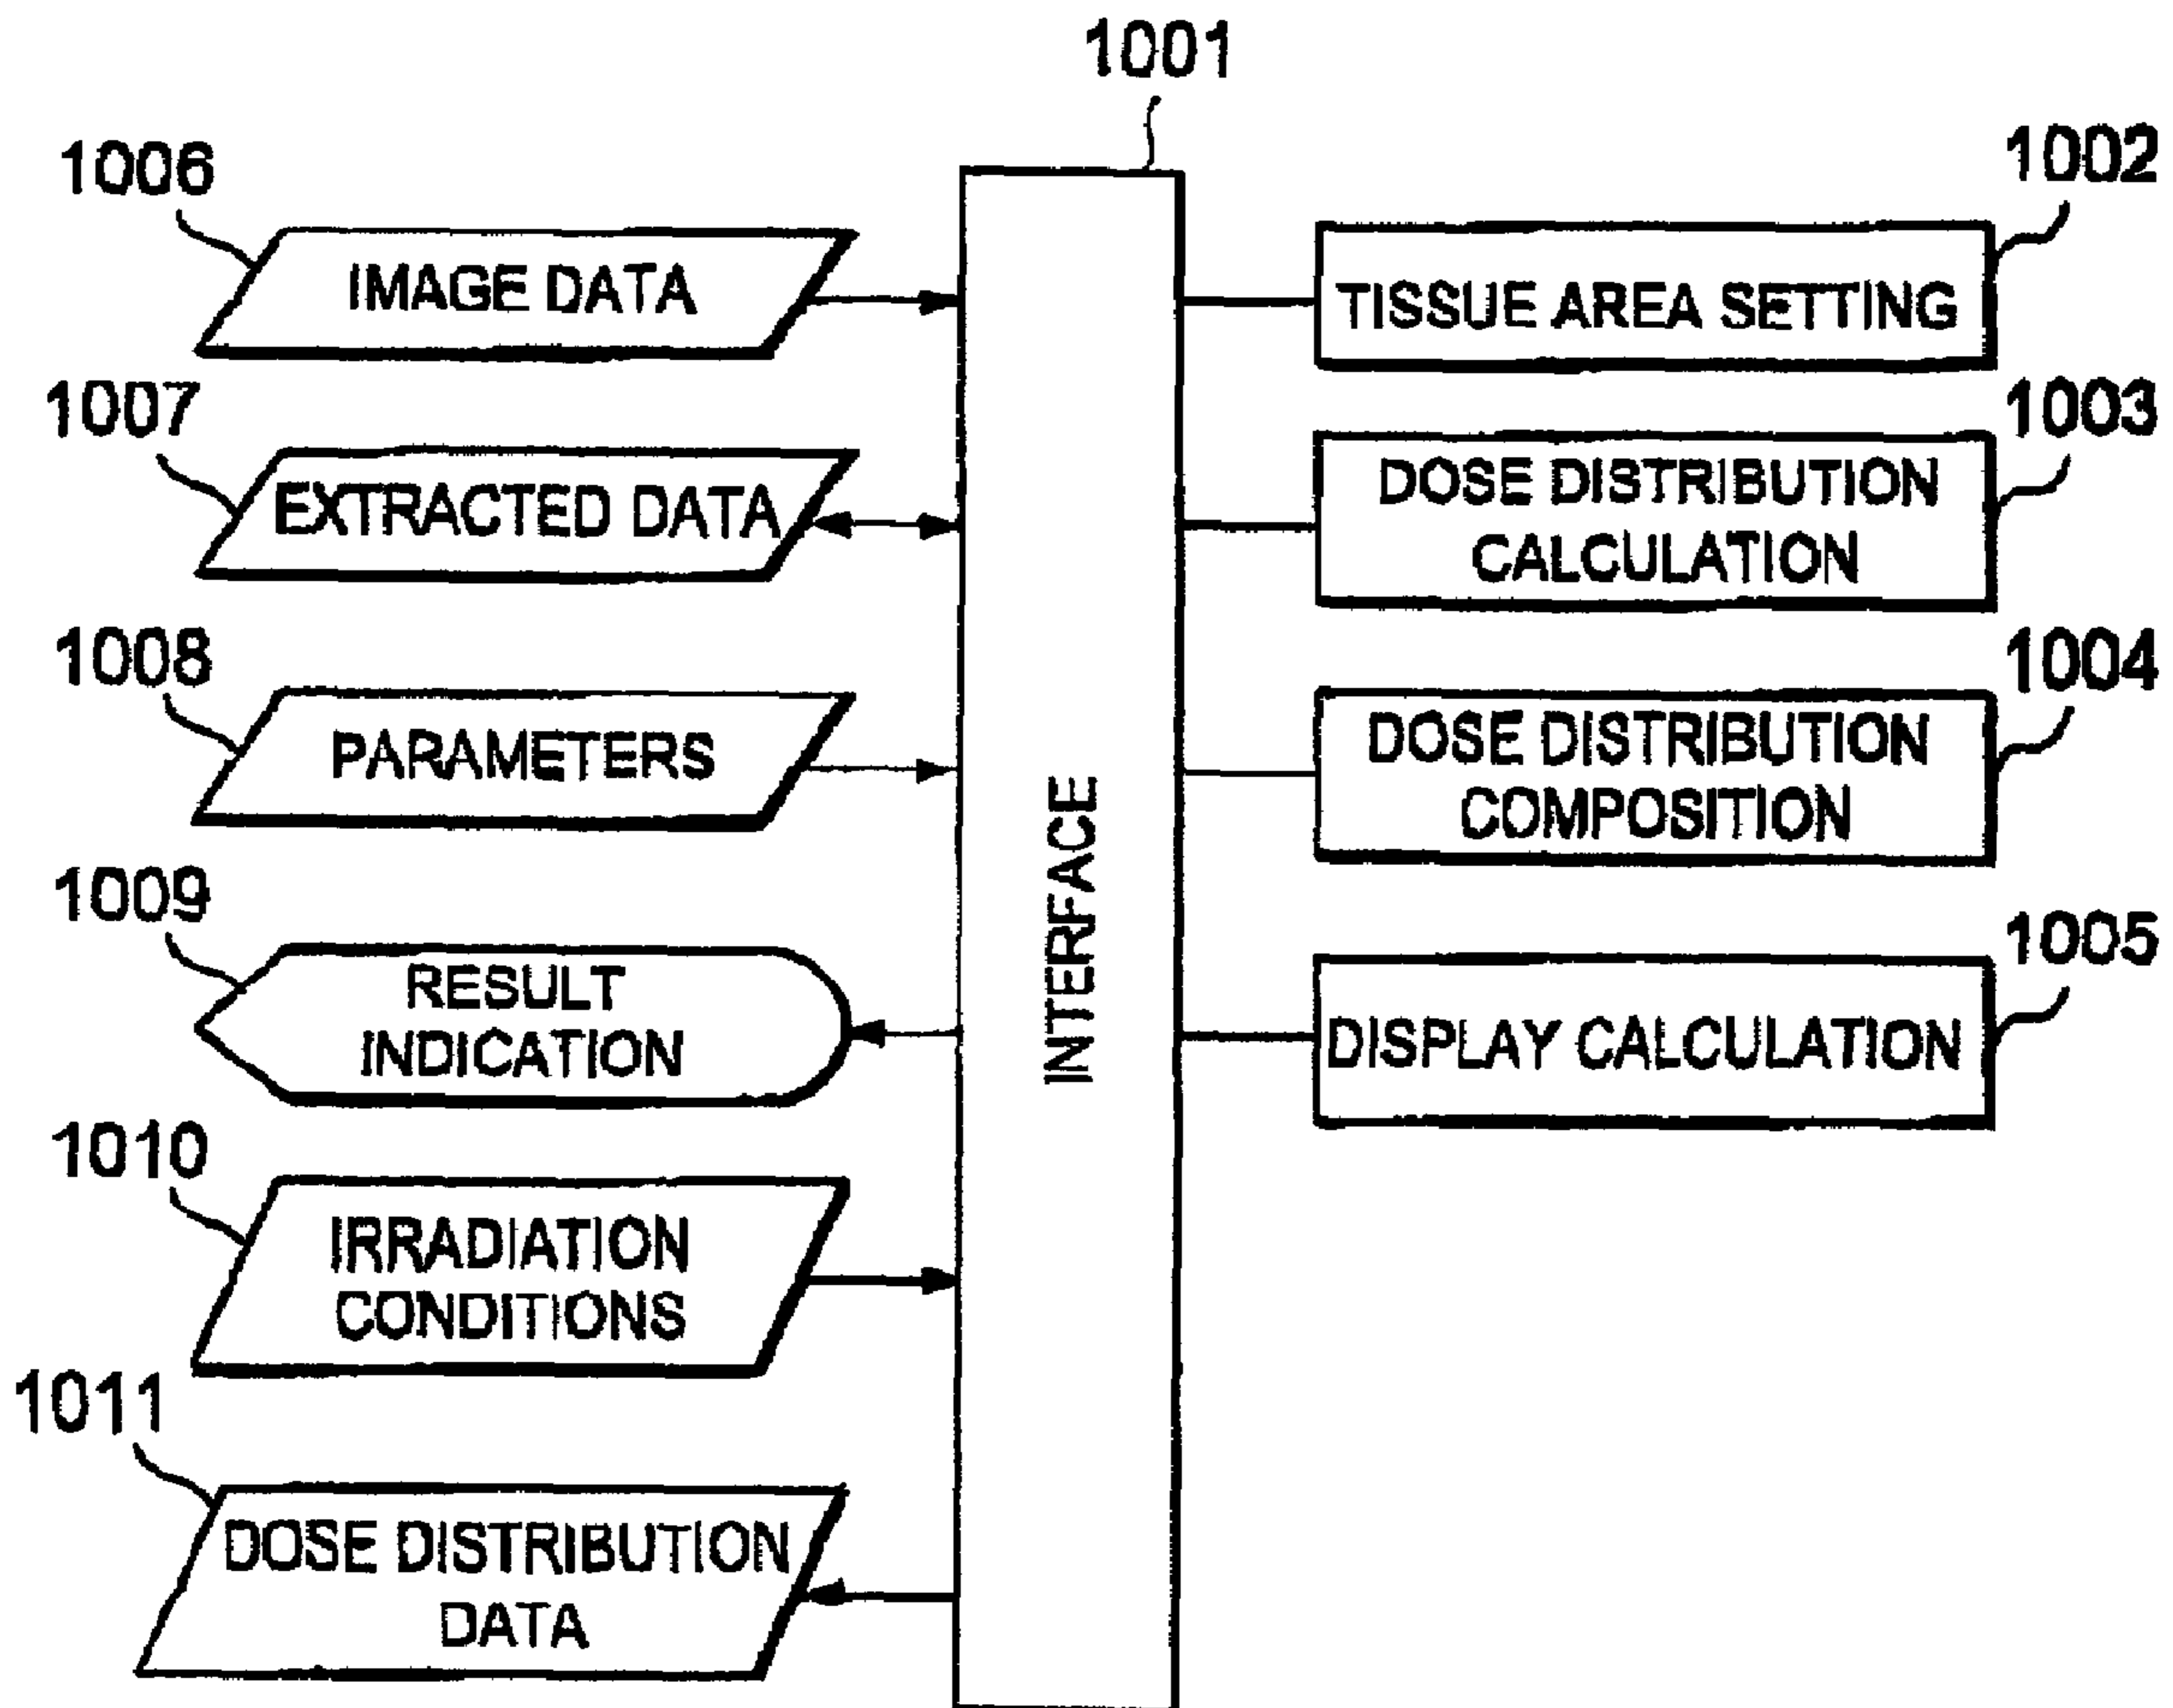 1001
1006
IMAGE DATA
1007
EXTRACTED DATA
1008
PARAMETERS
1009
RESULT
INDICATION
1010
IRRADIATION
CONDITIONS
1011
DOSE DISTRIBUTION
DATA
INTERFACE
1002
TISSUE AREA SETTING
1003
DOSE DISTRIBUTION
CALCULATION
1004
DOSE DISTRIBUTION
COMPOSITION
1005
DISPLAY CALCULATION